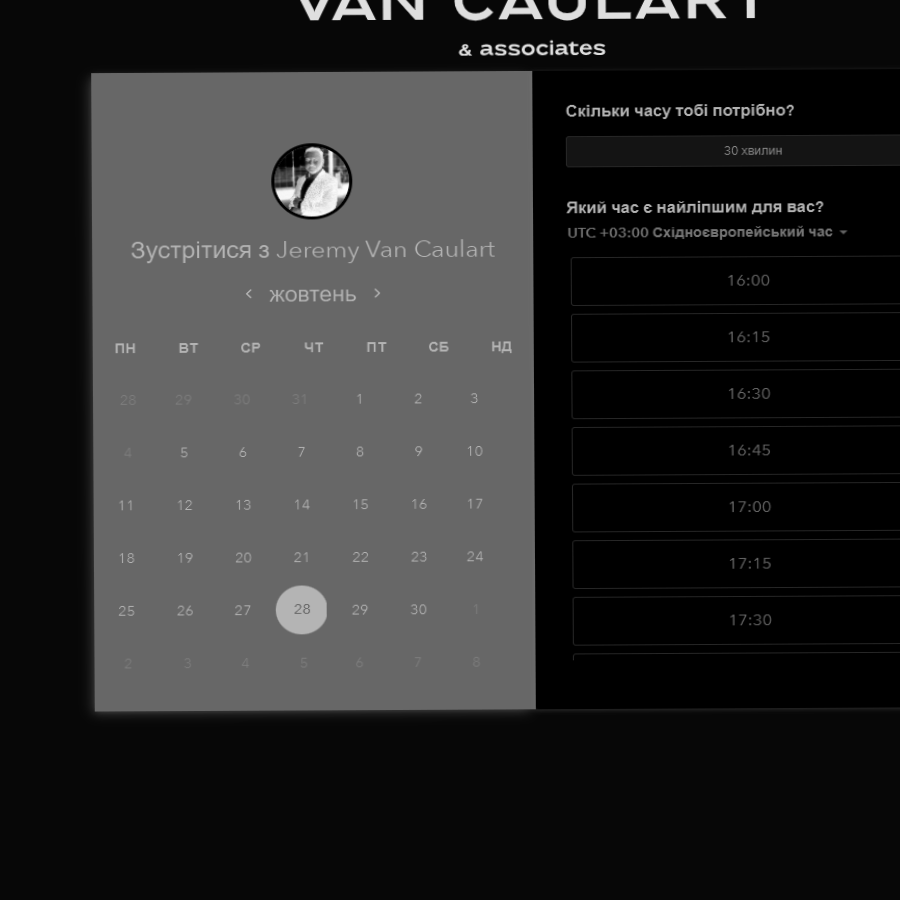 VAN CAULART
& associates
Зустрітися з Jeremy Van Caulart
жовтень
ПН ВТ СР ЧТ ПТ СБ НД
28 29 30 31 1 2 3
4 5 6 7 8 9 10
11 12 13 14 15 16 17
18 19 20 21 22 23 24
25 26 27 28 29 30 1
2 3 4 5 6 7 8
Скільки часу тобі потрібно?
30 хвилин
Який час є найліпшим для вас?
UTC +03:00 Східноєвропейський час
16:00
16:15
16:30
16:45
17:00
17:15
17:30